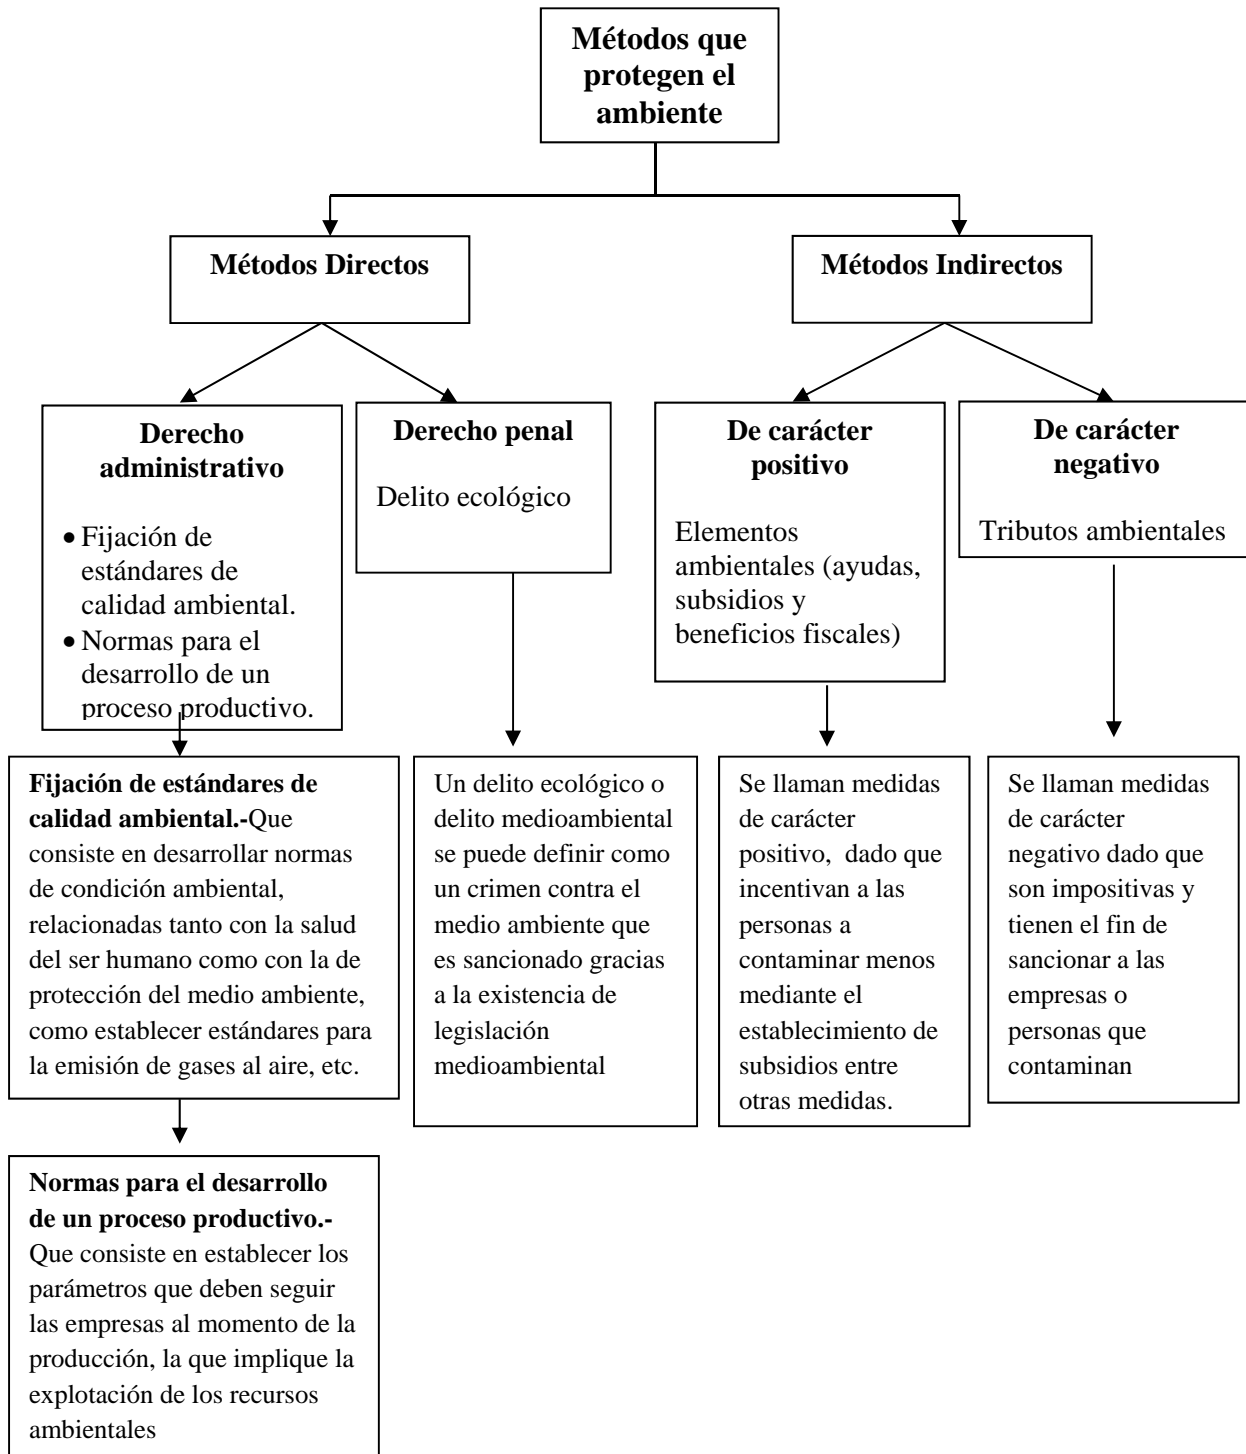 Métodos que
protegen el
ambiente
Métodos Directos
Métodos Indirectos
Derecho
administrativo
• Fijación de
estándares de
calidad ambiental.
• Normas para el
desarrollo de un
proceso productivo.
Derecho penal
Delito ecológico
De carácter
positivo
Elementos
ambientales (ayudas,
subsidios y
beneficios fiscales)
De carácter
negativo
Tributos ambientales
Fijación de estándares de
calidad ambiental.-Que
consiste en desarrollar normas
de condición ambiental,
relacionadas tanto con la salud
del ser humano como con la de
protección del medio ambiente,
como establecer estándares para
la emisión de gases al aire, etc.
Un delito ecológico o
delito medioambiental
se puede definir como
un crimen contra el
medio ambiente que
es sancionado gracias
a la existencia de
legislación
medioambiental
Se llaman medidas
de carácter
positivo,  dado que
incentivan a las
personas a
contaminar menos
mediante el
establecimiento de
subsidios entre
otras medidas.
Se llaman medidas
de carácter
negativo dado que
son impositivas y
tienen el fin de
sancionar a las
empresas o
personas que
contaminan
Normas para el desarrollo
de un proceso productivo.-
Que consiste en establecer los
parámetros que deben seguir
las empresas al momento de la
producción, la que implique la
explotación de los recursos
ambientales